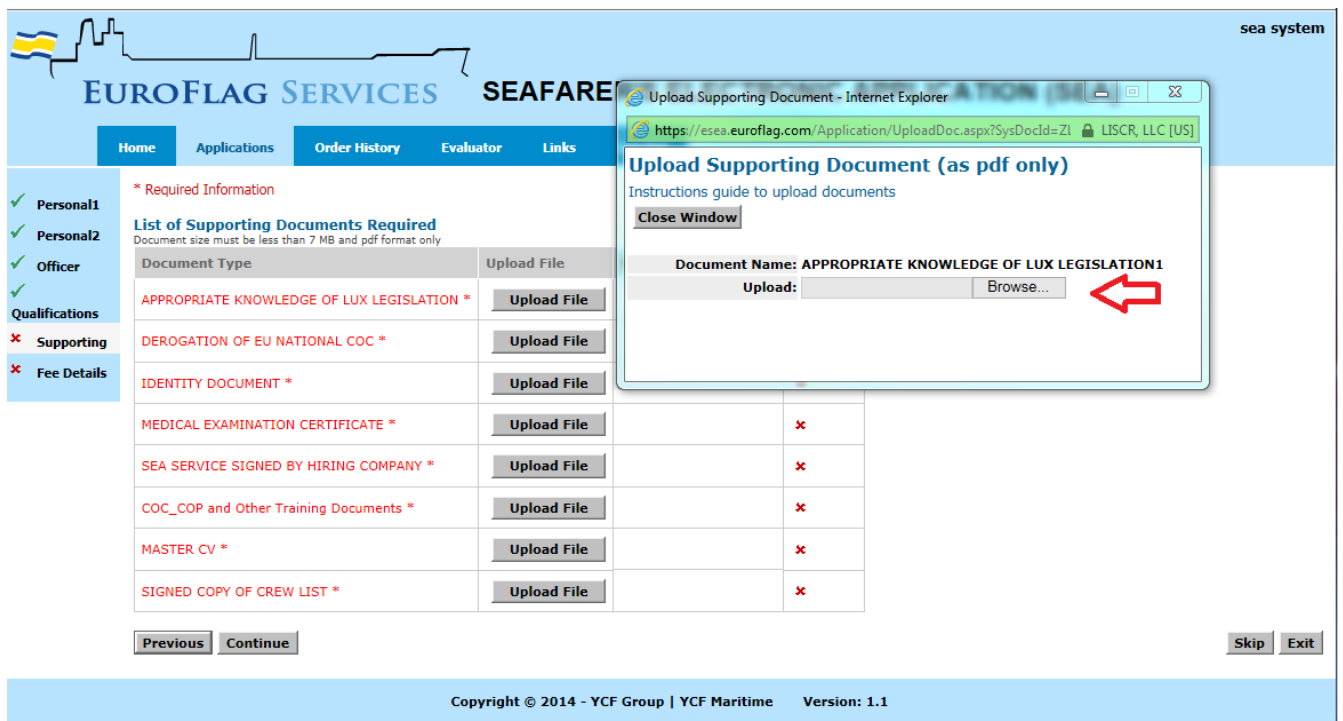 sea system
EUROFLAG SERVICES
SEAFARE
Upload Supporting Document - Internet Explorer
https://esea.euroflag.com/Application/UploadDoc.aspx?SysDocId=Zl LISCR, LLC [US]
Home Applications Order History Evaluator Links
Upload Supporting Document (as pdf only)
Instructions guide to upload documents
Close Window
Document Name: APPROPRIATE KNOWLEDGE OF LUX LEGISLATION1
Upload: Browse...
Personal1
Personal2
Officer
Qualifications
Supporting
Fee Details
* Required Information
List of Supporting Documents Required
Document size must be less than 7 MB and pdf format only
Document Type Upload File
APPROPRIATE KNOWLEDGE OF LUX LEGISLATION * Upload File
DEROGATION OF EU NATIONAL COC * Upload File
IDENTITY DOCUMENT * Upload File
MEDICAL EXAMINATION CERTIFICATE * Upload File
SEA SERVICE SIGNED BY HIRING COMPANY * Upload File
COC_COP and Other Training Documents * Upload File
MASTER CV * Upload File
SIGNED COPY OF CREW LIST * Upload File
Previous Continue Skip Exit
Copyright © 2014 - YCF Group | YCF Maritime Version: 1.1